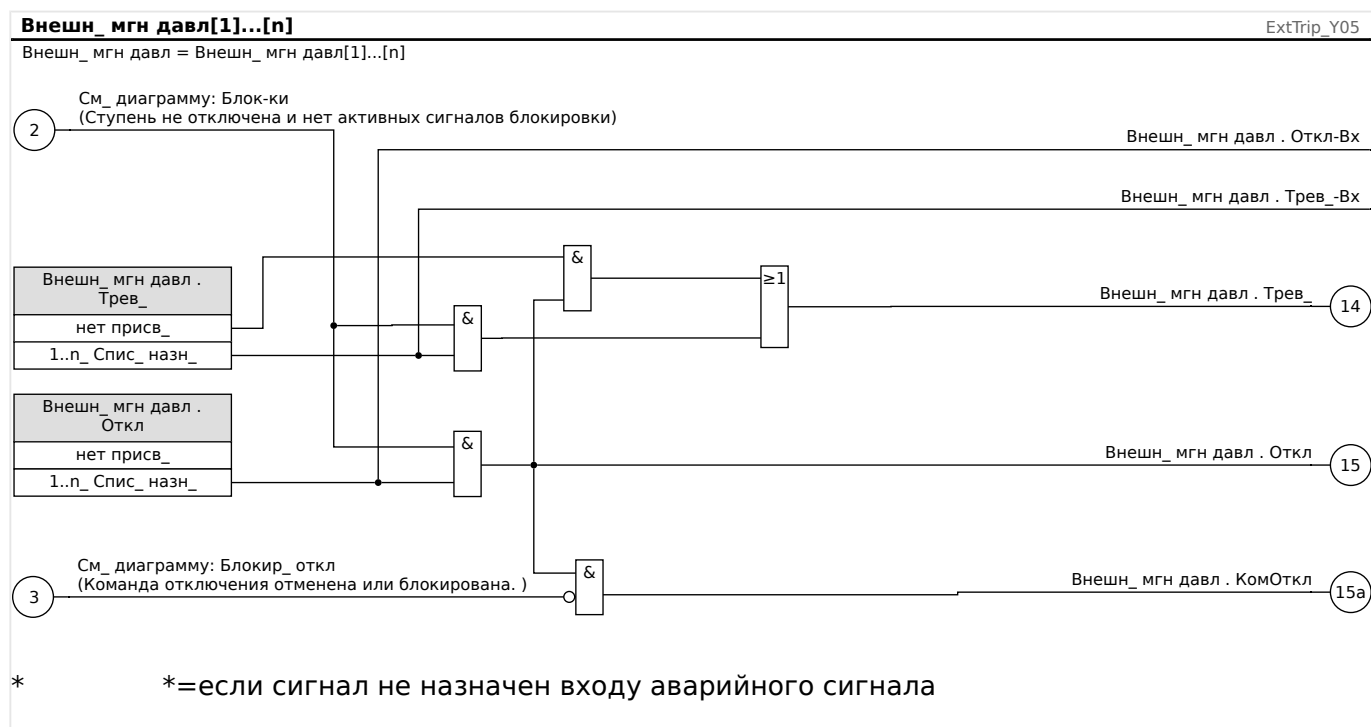 Внешн_ мгн давл[1]...[n]
ExtTrip_Y05
Внешн_ мгн давл = Внешн_ мгн давл[1]...[n]
См_ диаграмму: Блок-ки
(Ступень не отключена и нет активных сигналов блокировки)
2
Внешн_ мгн давл . Откл-Вх
Внешн_ мгн давл . Трев_-Вх
&
≥1
Внешн_ мгн давл .
Трев_
нет присв_
1..n_ Спис_ назн_
&
Внешн_ мгн давл . Трев_
14
Внешн_ мгн давл .
Откл
нет присв_
1..n_ Спис_ назн_
&
Внешн_ мгн давл . Откл
15
См_ диаграмму: Блокир_ откл
(Команда отключения отменена или блокирована. )
3
&
Внешн_ мгн давл . КомОткл
15a
* *=если сигнал не назначен входу аварийного сигнала